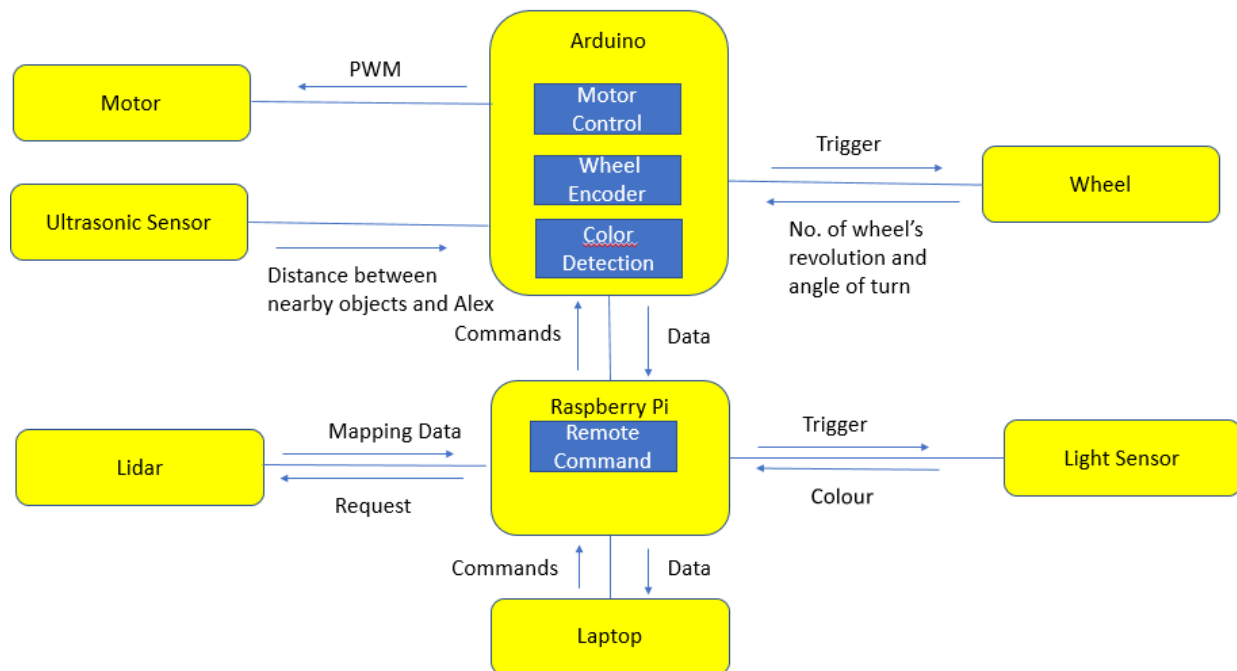 Arduino
PWM
Motor
Motor
Control
Trigger
Wheel
Encoder
Wheel
Ultrasonic Sensor
Color
Detection
No. of wheel's
revolution and
angle of turn
Distance between
nearby objects and Alex
Commands
Data
Raspberry Pi
Mapping Data
Remote
Command
Trigger
Lidar
Light Sensor
Request
Colour
Commands
Data
Laptop